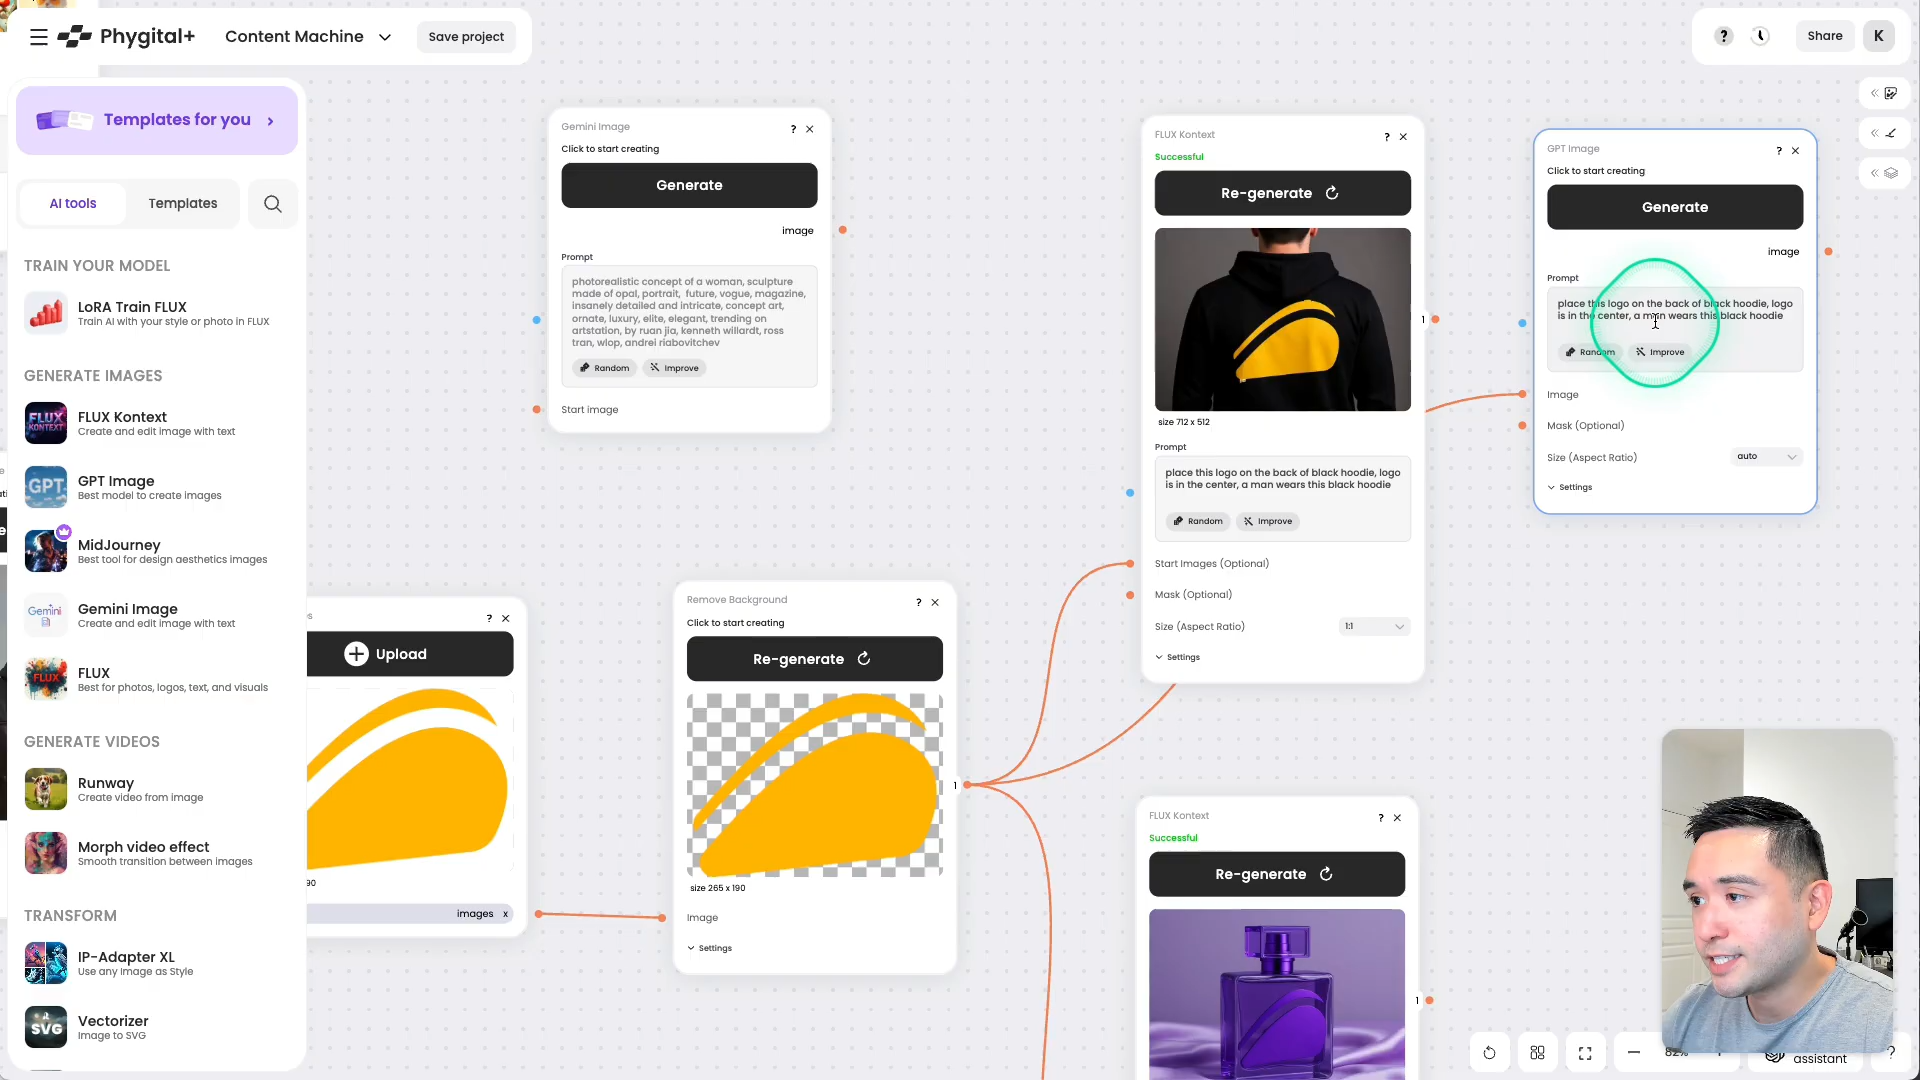 Phygital+
Content Machine
Save project
Share
K
Templates for you
AI tools
Templates
TRAIN YOUR MODEL
LoRA Train FLUX
Train AI with your style or photo in FLUX
GENERATE IMAGES
FLUX KONTEXT
FLUX Kontext
Create and edit image with text
GPT
GPT Image
Best model to create images
MidJourney
Best tool for design aesthetics images
Gemini
Gemini Image
Create and edit image with text
FLUX
FLUX
Best for photos, logos, text, and visuals
GENERATE VIDEOS
Runway
Create video from image
Morph video effect
Smooth transition between images
TRANSFORM
IP-Adapter XL
Use any image as Style
SVG
Vectorizer
Image to SVG
Gemini Image
?
Click to start creating
Generate
image
Prompt
photorealistic concept of a woman, sculpture
made of opal, portrait, future, vogue, magazine,
insanely detailed and intricate, concept art,
ornate, luxury, elite, elegant, trending on
artstation, by ruan jia, kenneth willardt, ross
tran, wlop, andrei riabovitchev
Random
Improve
Start image
?
Upload
90
images x
Remove Background
?
Click to start creating
Re-generate
1
size 265 x 190
Image
Settings
FLUX Kontext
?
Successful
Re-generate
1
size 712 x 512
Prompt
place this logo on the back of black hoodie, logo
is in the center, a man wears this black hoodie
Random
Improve
Start Images (Optional)
Mask (Optional)
Size (Aspect Ratio)
1:1
Settings
FLUX Kontext
?
Successful
Re-generate
1
GPT Image
?
Click to start creating
Generate
image
Prompt
place this logo on the back of black hoodie, logo
is in the center, a man wears this black hoodie
Random
Improve
Image
Mask (Optional)
Size (Aspect Ratio)
auto
Settings
82%
assistant
?